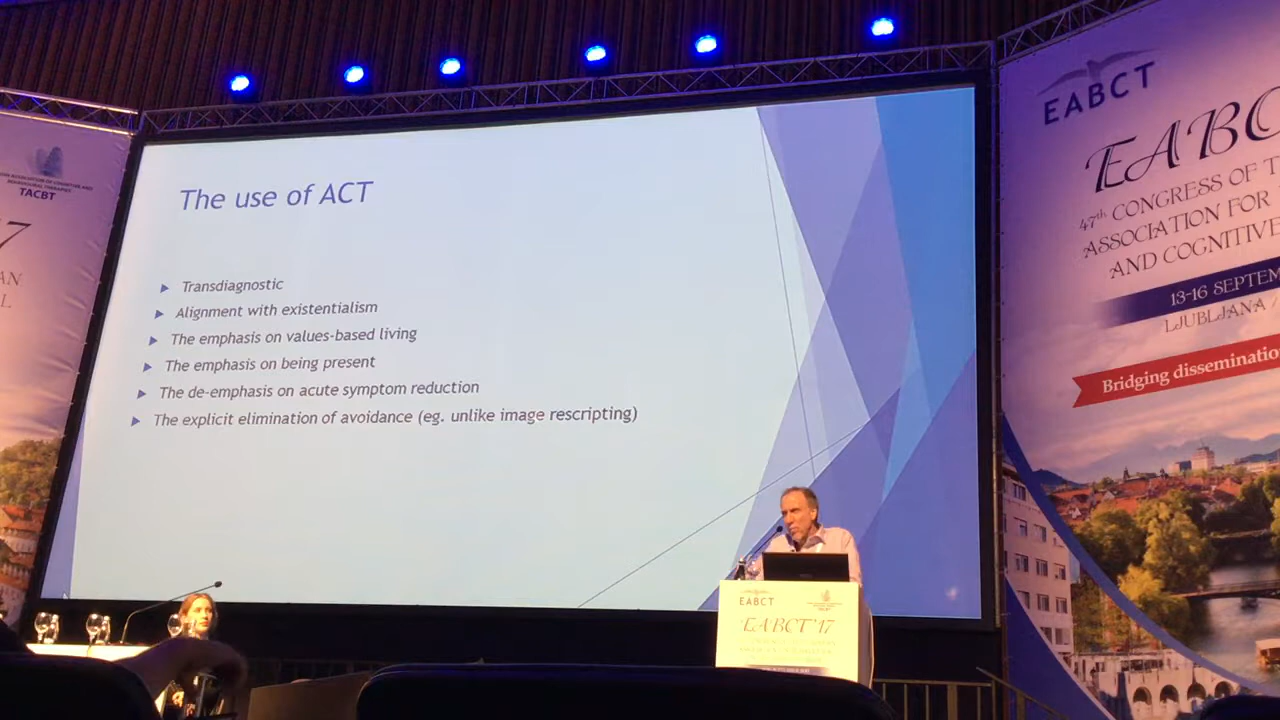 The use of ACT
Transdiagnostic
Alignment with existentialism
The emphasis on values-based living
The emphasis on being present
The de-emphasis on acute symptom reduction
The explicit elimination of avoidance (eg. unlike image rescripting)
TACBT
EABCT
EABC
47th CONGRESS OF
ASSOCIATION FOR
AND COGNITIVE
13-16 SEPTEM
LJUBLJANA /
Bridging disseminatio
EABCT
EABCT'17